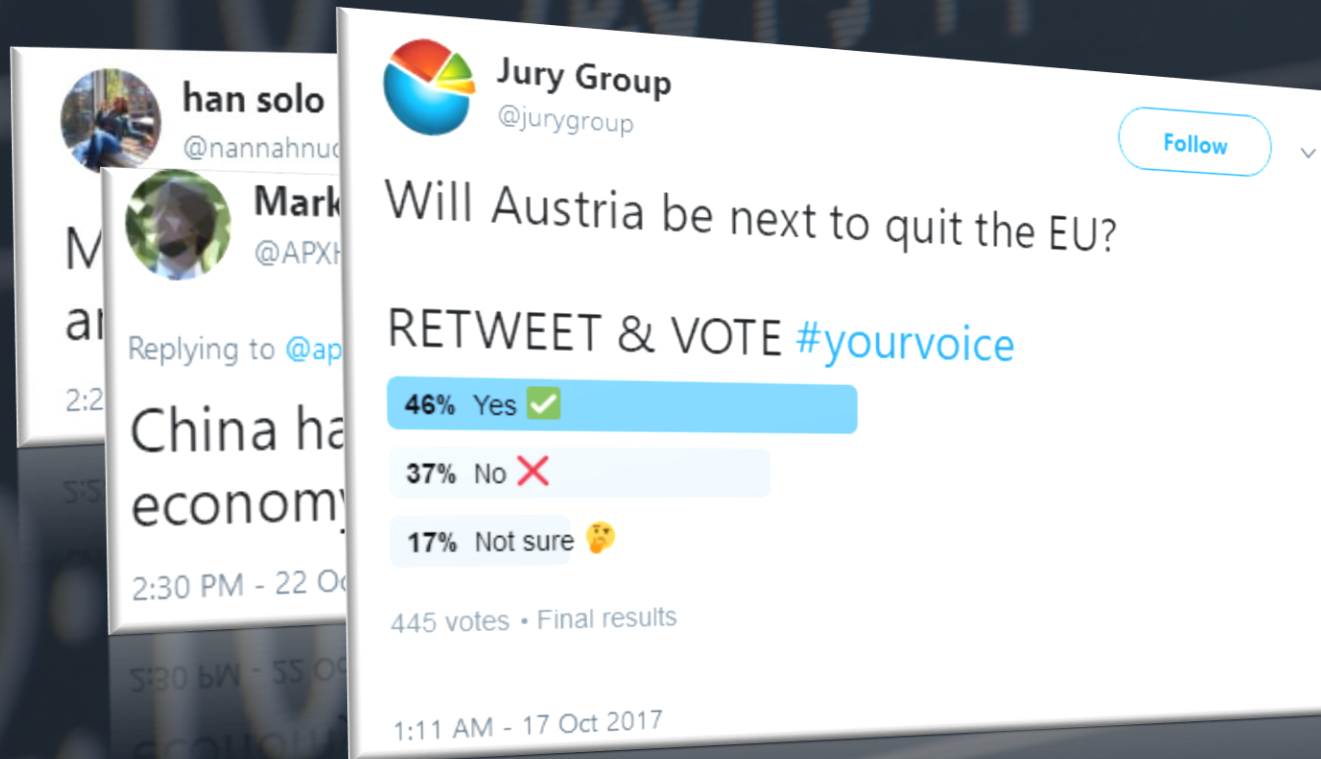 han solo
@nannahnu
M
2:2
Mark
@APXH
Replying to @ap
China ha
economy
2:30 PM - 22 Oc
Jury Group
@jurygroup
Follow
Will Austria be next to quit the EU?
RETWEET & VOTE #yourvoice
46% Yes ✅
37% No ❌
17% Not sure 🤔
445 votes • Final results
1:11 AM - 17 Oct 2017